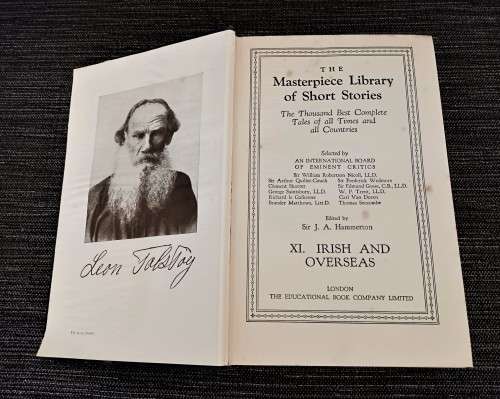 Leon Tolstoy
THE
Masterpiece Library
of Short Stories
The Thousand Best Complete
Tales of all Times and
all Countries
Selected by
AN INTERNATIONAL BOARD
OF EMINENT CRITICS
Sir William Robertson Nicoll, LL.D.
Sir Arthur Quiller-Couch Sir Frederick Wedmore
Clement Shorter Sir Edmund Gosse, C.B., LL.D.
George Saintsbury, LL.D. W. P. Trent, LL.D.
Richard le Gallienne Carl Van Doren
Brander Matthews, Litt.D. Thomas Seccombe
Edited by
Sir J. A. Hammerton
XI. IRISH AND
OVERSEAS
LONDON
THE EDUCATIONAL BOOK COMPANY LIMITED